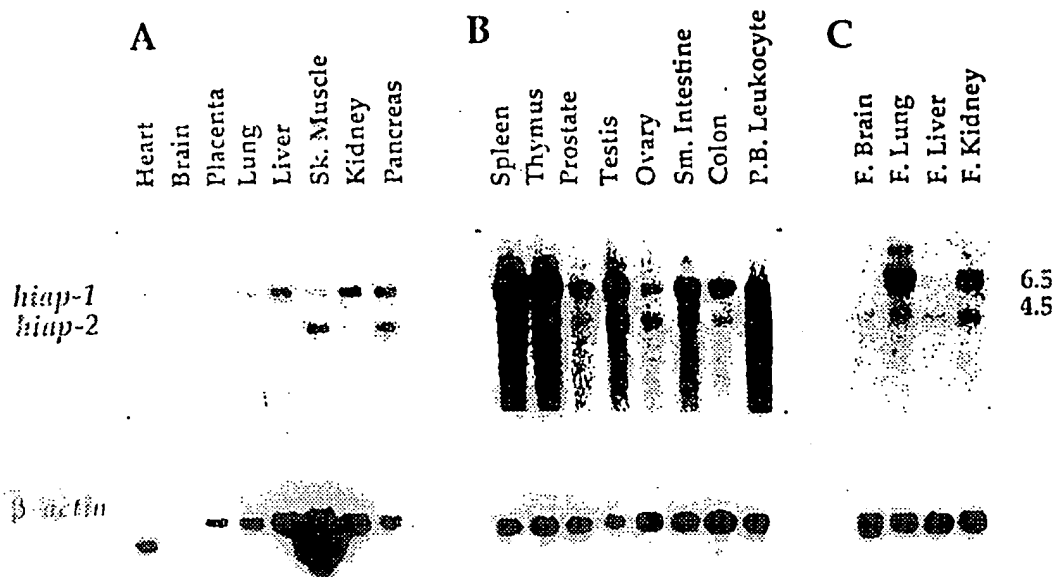 A
B
C
Heart
Brain
Placenta
Lung
Liver
Sk. Muscle
Kidney
Pancreas
Spleen
Thymus
Prostate
Testis
Ovary
Sm. Intestine
Colon
P.B. Leukocyte
F. Brain
F. Lung
F. Liver
F. Kidney
hiap-1
hiap-2
6.5
4.5
β actin